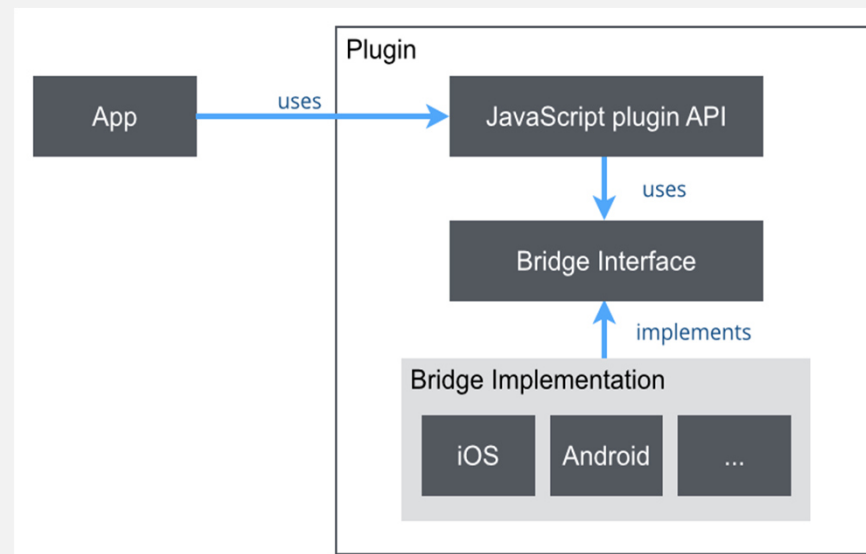 Plugin
App
uses
JavaScript plugin API
uses
Bridge Interface
implements
Bridge Implementation
iOS
Android
...